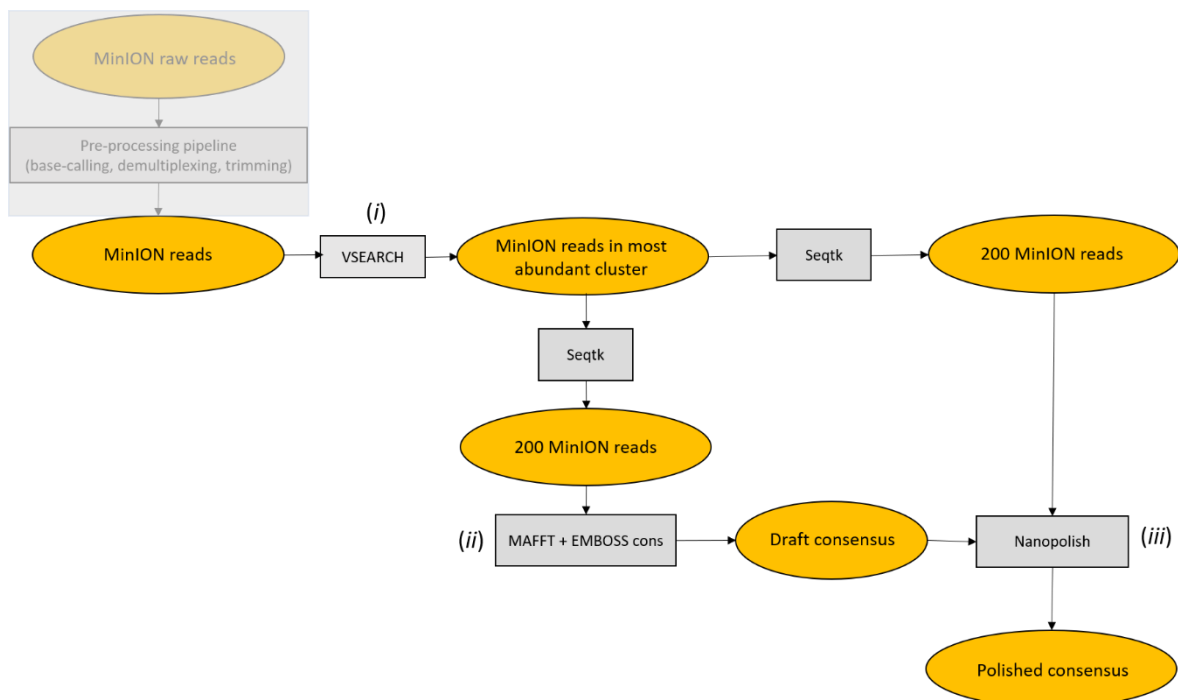 MinION raw reads
Pre-processing pipeline
(base-calling, demultiplexing, trimming)
(i)
MinION reads
VSEARCH
MinION reads in most
abundant cluster
Seqtk
200 MinION reads
Seqtk
200 MinION reads
(ii)
MAFFT + EMBOSS cons
Draft consensus
Nanopolish
(iii)
Polished consensus